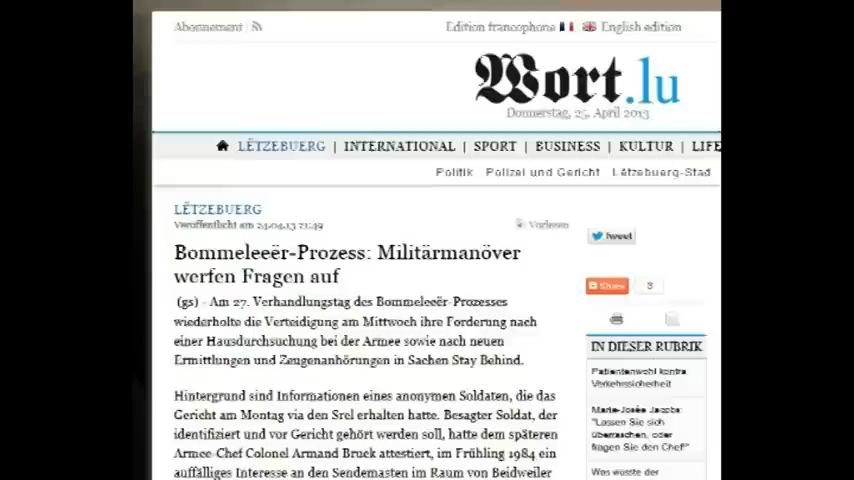 Abonnement
Edition francophone
English edition
Wort.lu
Donnerstag, 25. April 2013
LËTZEBUERG | INTERNATIONAL | SPORT | BUSINESS | KULTUR | LIFE
Politik Polizei und Gericht Lëtzebuerg-Stad
LËTZEBUERG
Veröffentlicht am 24.04.13 21:49
Vorlesen
Bommeleeër-Prozess: Militärmanöver
werfen Fragen auf
(gs) - Am 27. Verhandlungstag des Bommeleeër-Prozesses
wiederholte die Verteidigung am Mittwoch ihre Forderung nach
einer Hausdurchsuchung bei der Armee sowie nach neuen
Ermittlungen und Zeugenanhörungen in Sachen Stay Behind.
Hintergrund sind Informationen eines anonymen Soldaten, die das
Gericht am Montag via den Srel erhalten hatte. Besagter Soldat, der
identifiziert und vor Gericht gehört werden soll, hatte dem späteren
Armee-Chef Colonel Armand Bruck attestiert, im Frühling 1984 ein
auffälliges Interesse an den Sendemasten im Raum von Beidweiler
Tweet
Share
3
IN DIESER RUBRIK
Patientenwohl kontra
Verkehrssicherheit
Marie-Josée Jacobs:
"Lassen Sie sich
überraschen, oder
fragen Sie den Chef"
Was wusste der